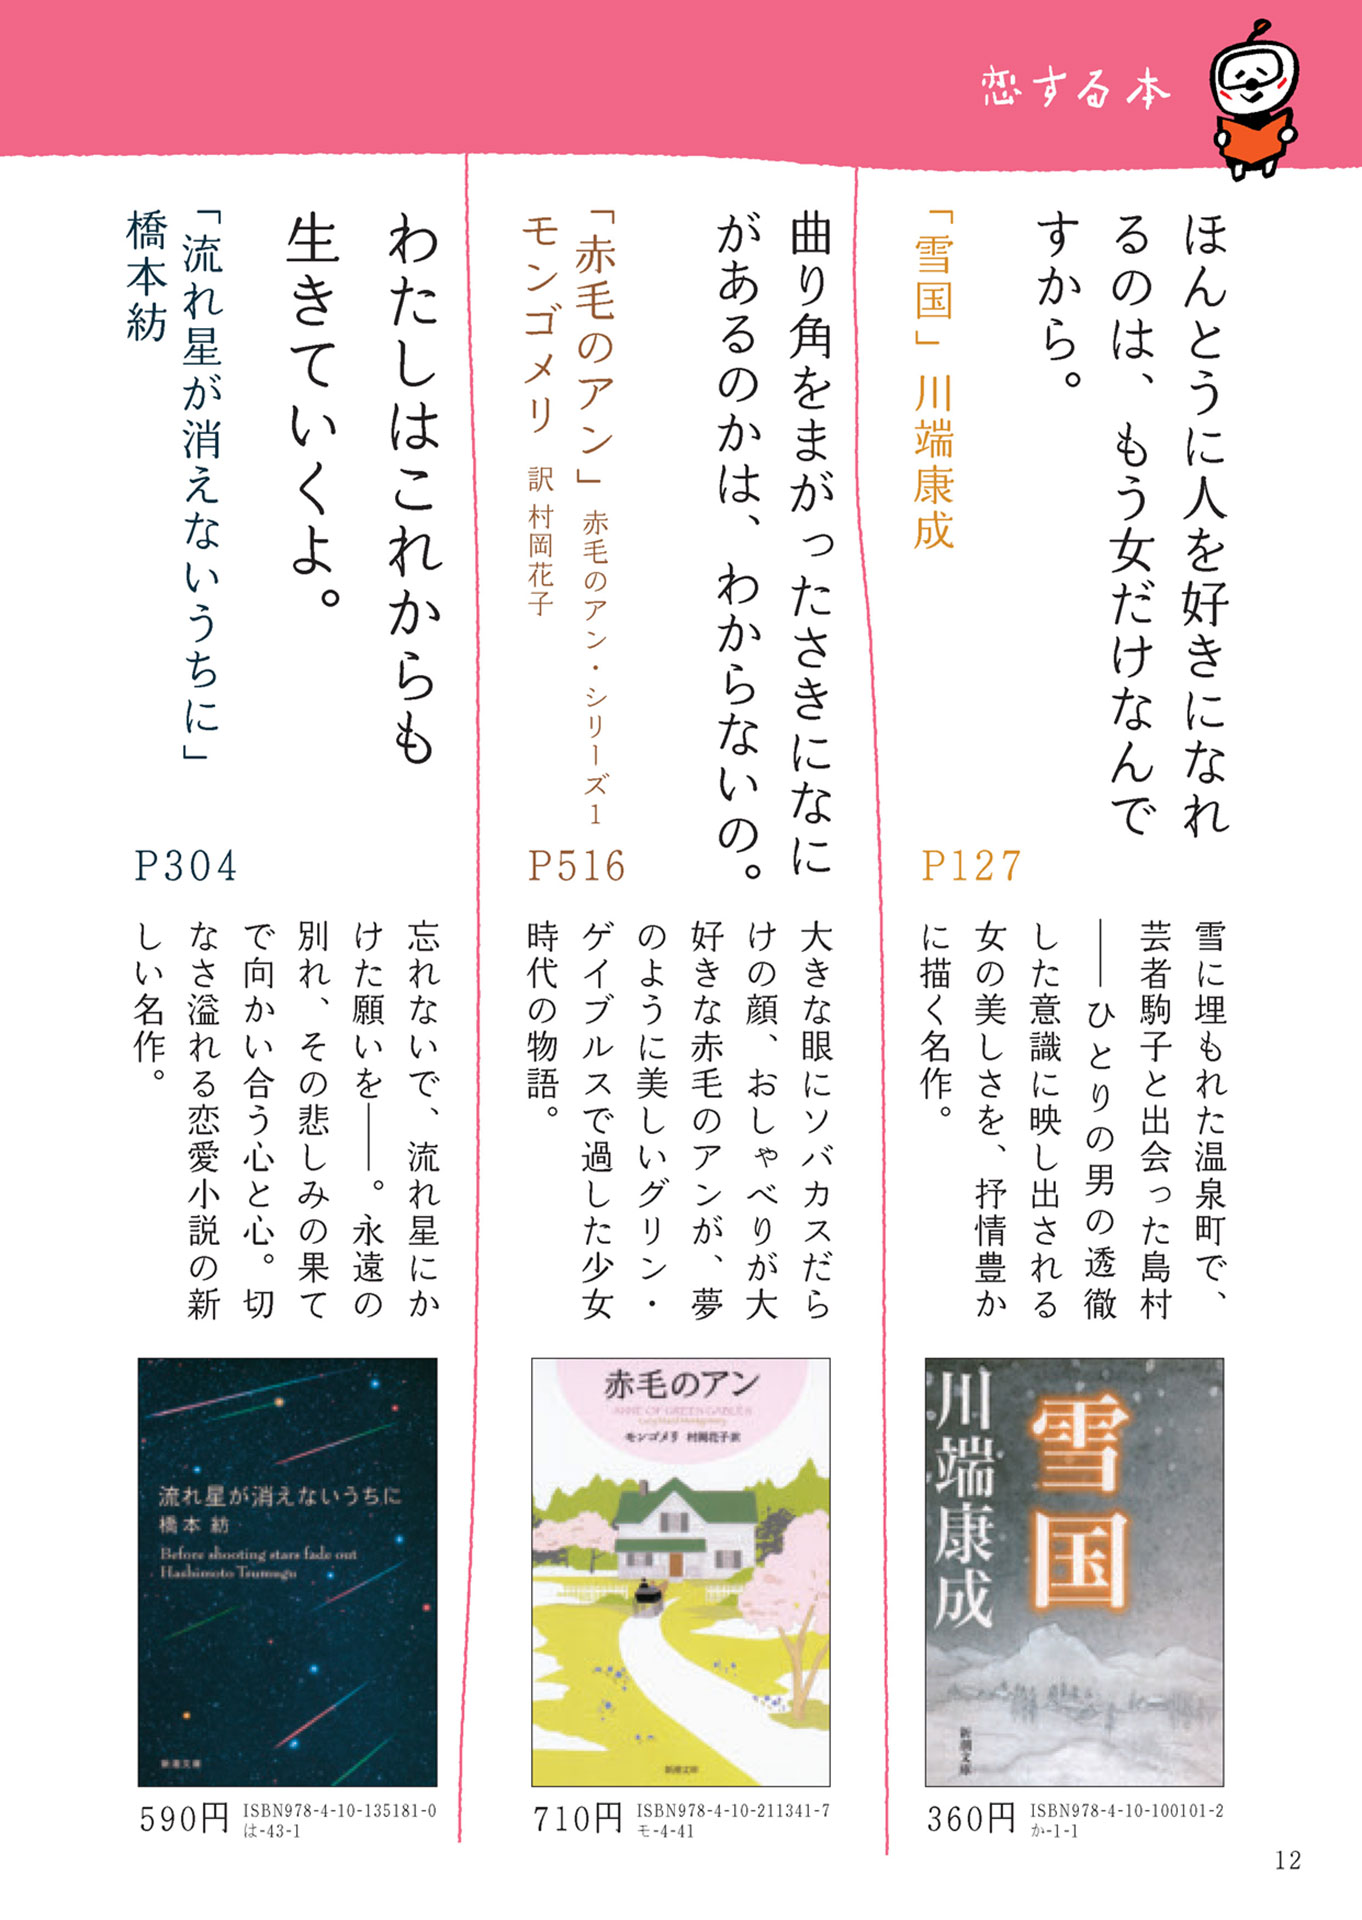 恋する本
ほんとうに人を好きになれ
るのは、もう女だけなんで
すから。
「雪国」川端康成
P127
雪に埋もれた温泉町で、
芸者駒子と出会った島村
――ひとりの男の透徹
した意識に映し出される
女の美しさを、抒情豊か
に描く名作。
雪国
川端康成
新潮文庫
360円
ISBN978-4-10-100101-2
か-1-1
曲り角をまがったさきになに
があるのかは、わからないの。
「赤毛のアン」赤毛のアン・シリーズ1
モンゴメリ 訳 村岡花子
P516
大きな眼にソバカスだら
けの顔、おしゃべりが大
好きな赤毛のアンが、夢
のように美しいグリン・
ゲイブルスで過した少女
時代の物語。
赤毛のアン
ANNE OF GREEN GABLES
Lucy Maud Montgomery
モンゴメリ 村岡花子訳
新潮文庫
710円
ISBN978-4-10-211341-7
モ-4-41
わたしはこれからも
生きていくよ。
「流れ星が消えないうちに」
橋本紡
P304
忘れないで、流れ星にか
けた願いを――。永遠の
別れ、その悲しみの果て
で向かい合う心と心。切
なさ溢れる恋愛小説の新
しい名作。
流れ星が消えないうちに
橋本 紡
Before shooting stars fade out
Hashimoto Tsumugu
新潮文庫
590円
ISBN978-4-10-135181-0
は-43-1
12